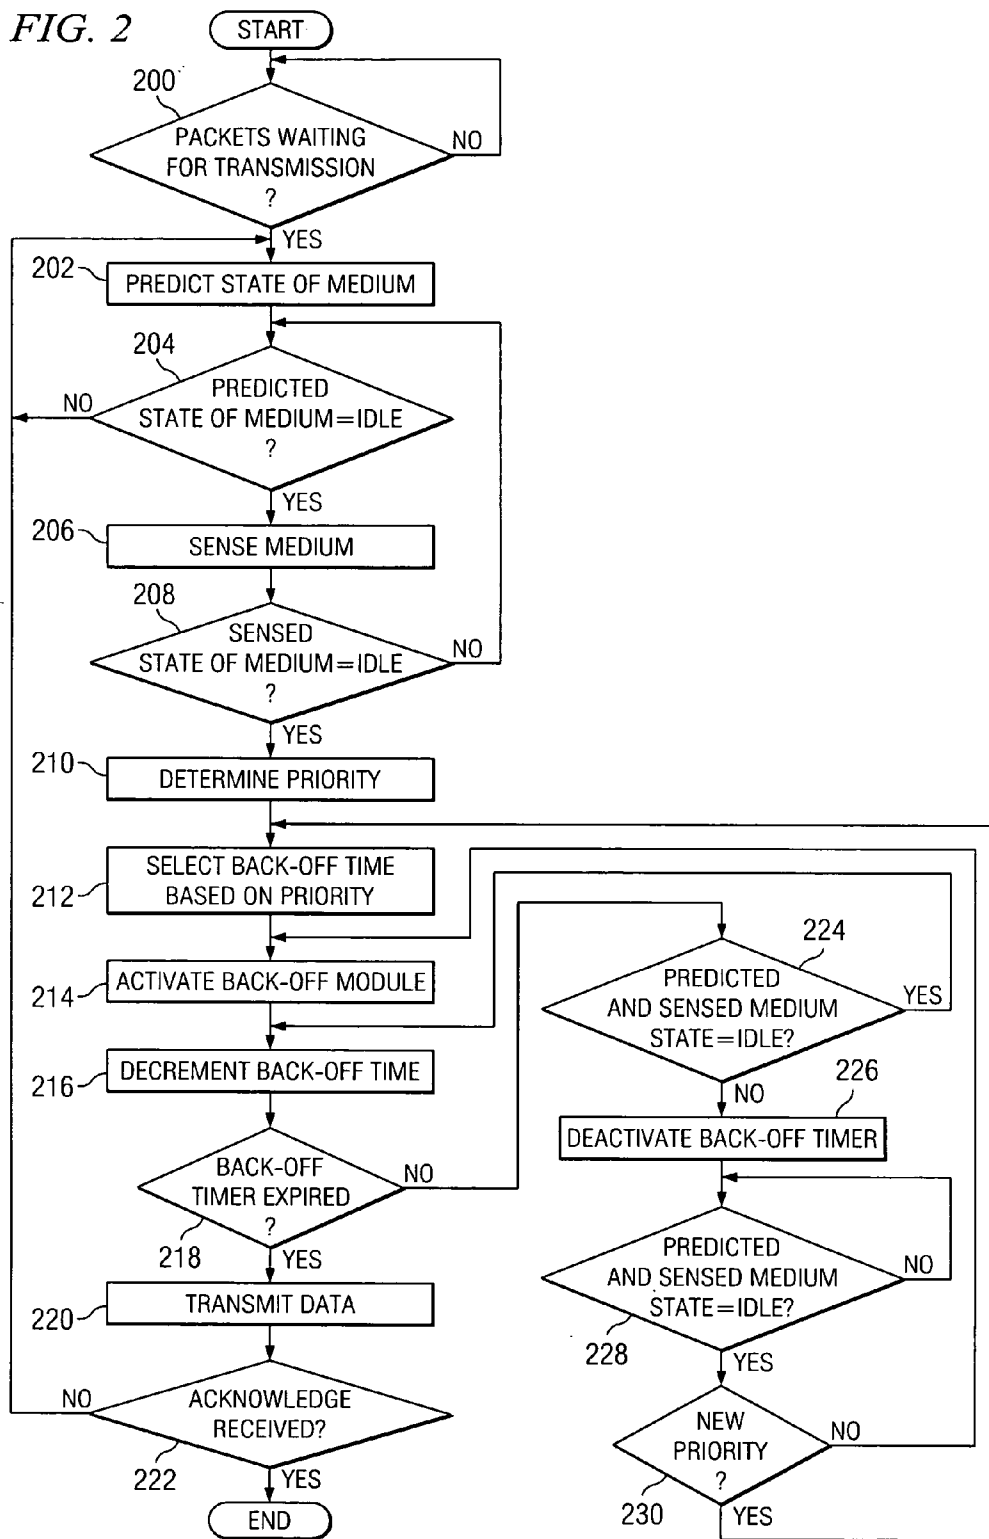 FIG. 2
START
200
PACKETS WAITING
FOR TRANSMISSION
?
NO
YES
202
PREDICT STATE OF MEDIUM
204
PREDICTED
STATE OF MEDIUM=IDLE
?
NO
YES
206
SENSE MEDIUM
208
SENSED
STATE OF MEDIUM=IDLE
?
NO
YES
210
DETERMINE PRIORITY
212
SELECT BACK-OFF TIME
BASED ON PRIORITY
214
ACTIVATE BACK-OFF MODULE
216
DECREMENT BACK-OFF TIME
BACK-OFF
TIMER EXPIRED
?
NO
218
YES
220
TRANSMIT DATA
NO
ACKNOWLEDGE
RECEIVED?
222
YES
END
224
PREDICTED
AND SENSED MEDIUM
STATE=IDLE?
YES
NO
226
DEACTIVATE BACK-OFF TIMER
PREDICTED
AND SENSED MEDIUM
STATE=IDLE?
NO
228
YES
NEW
PRIORITY
?
NO
230
YES